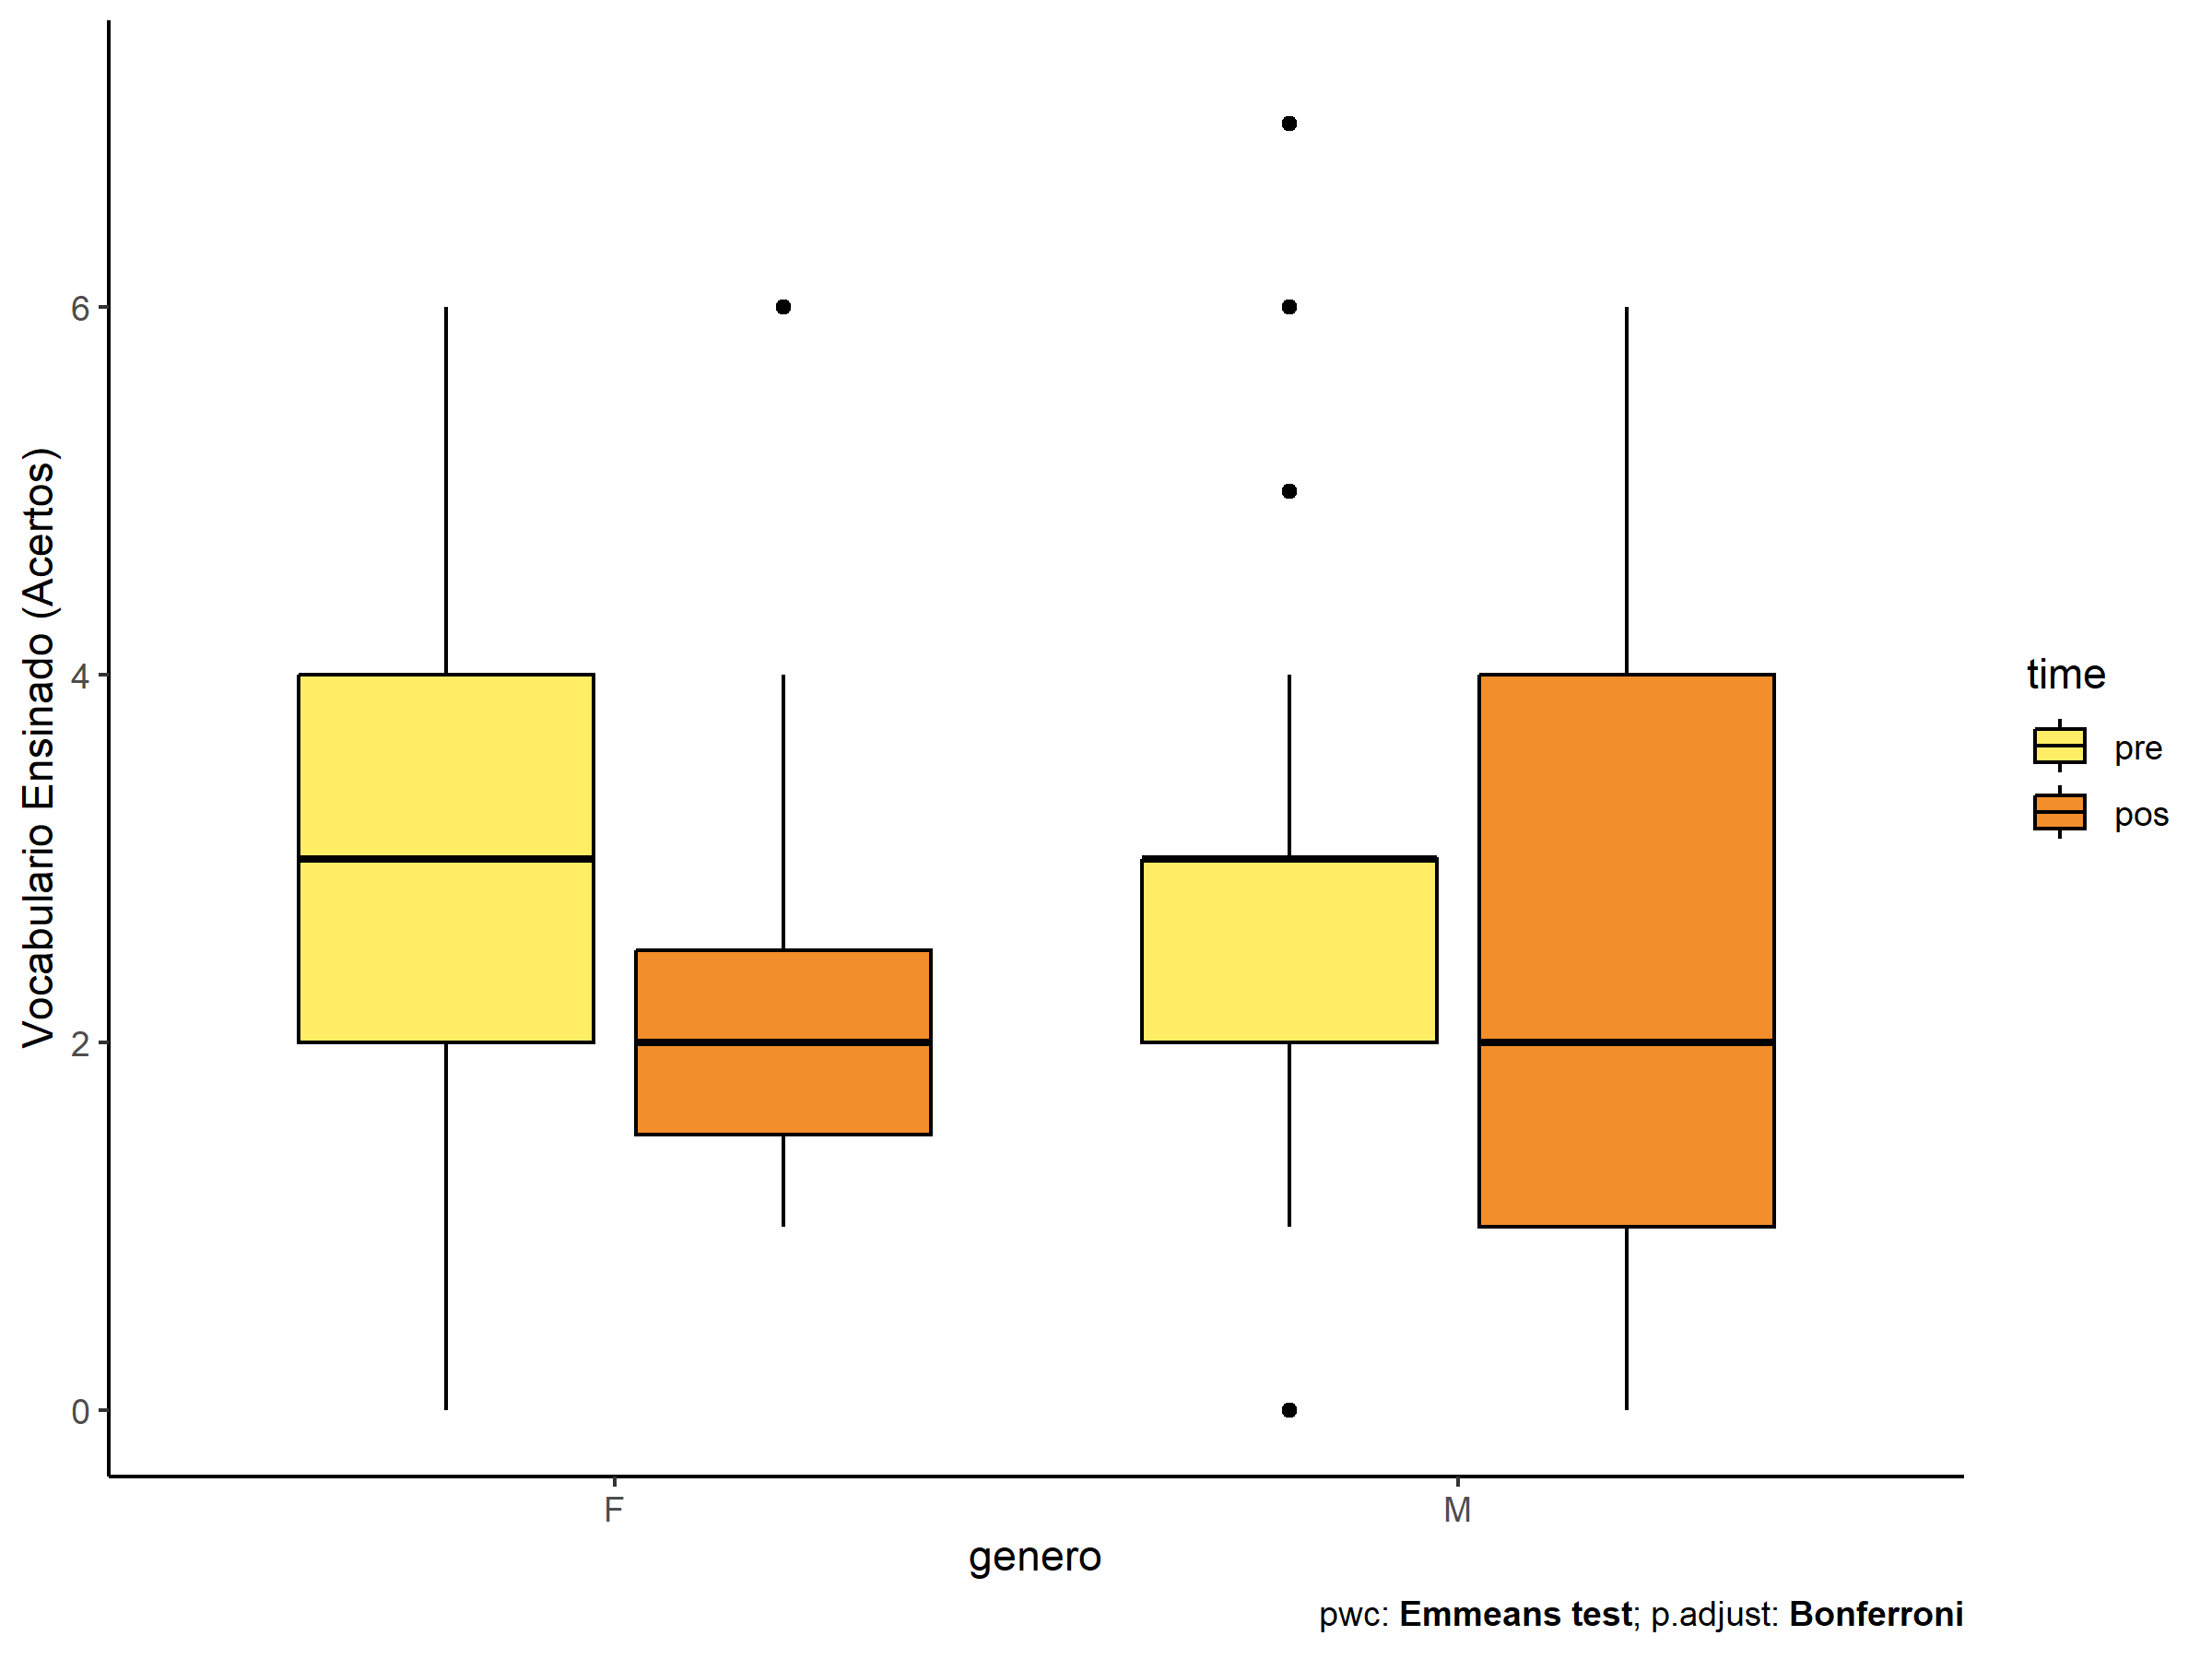 Vocabulario Ensinado (Acertos)
6
4
2
0
F
M
genero
time
pre
pos
pwc: Emmeans test; p.adjust: Bonferroni